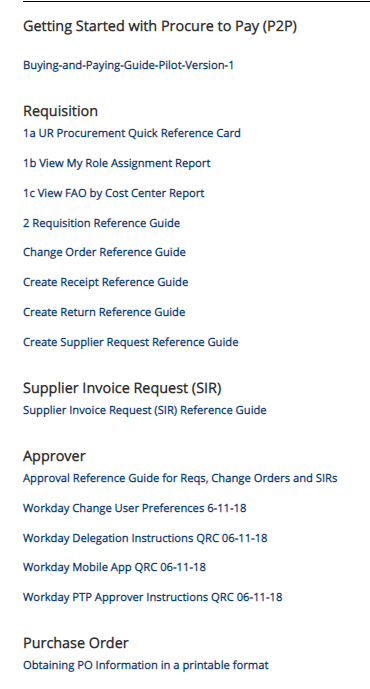 Getting Started with Procure to Pay (P2P)
Buying-and-Paying-Guide-Pilot-Version-1
Requisition
1a UR Procurement Quick Reference Card
1b View My Role Assignment Report
1c View FAO by Cost Center Report
2 Requisition Reference Guide
Change Order Reference Guide
Create Receipt Reference Guide
Create Return Reference Guide
Create Supplier Request Reference Guide
Supplier Invoice Request (SIR)
Supplier Invoice Request (SIR) Reference Guide
Approver
Approval Reference Guide for Reqs, Change Orders and SIRs
Workday Change User Preferences 6-11-18
Workday Delegation Instructions QRC 06-11-18
Workday Mobile App QRC 06-11-18
Workday PTP Approver Instructions QRC 06-11-18
Purchase Order
Obtaining PO Information in a printable format